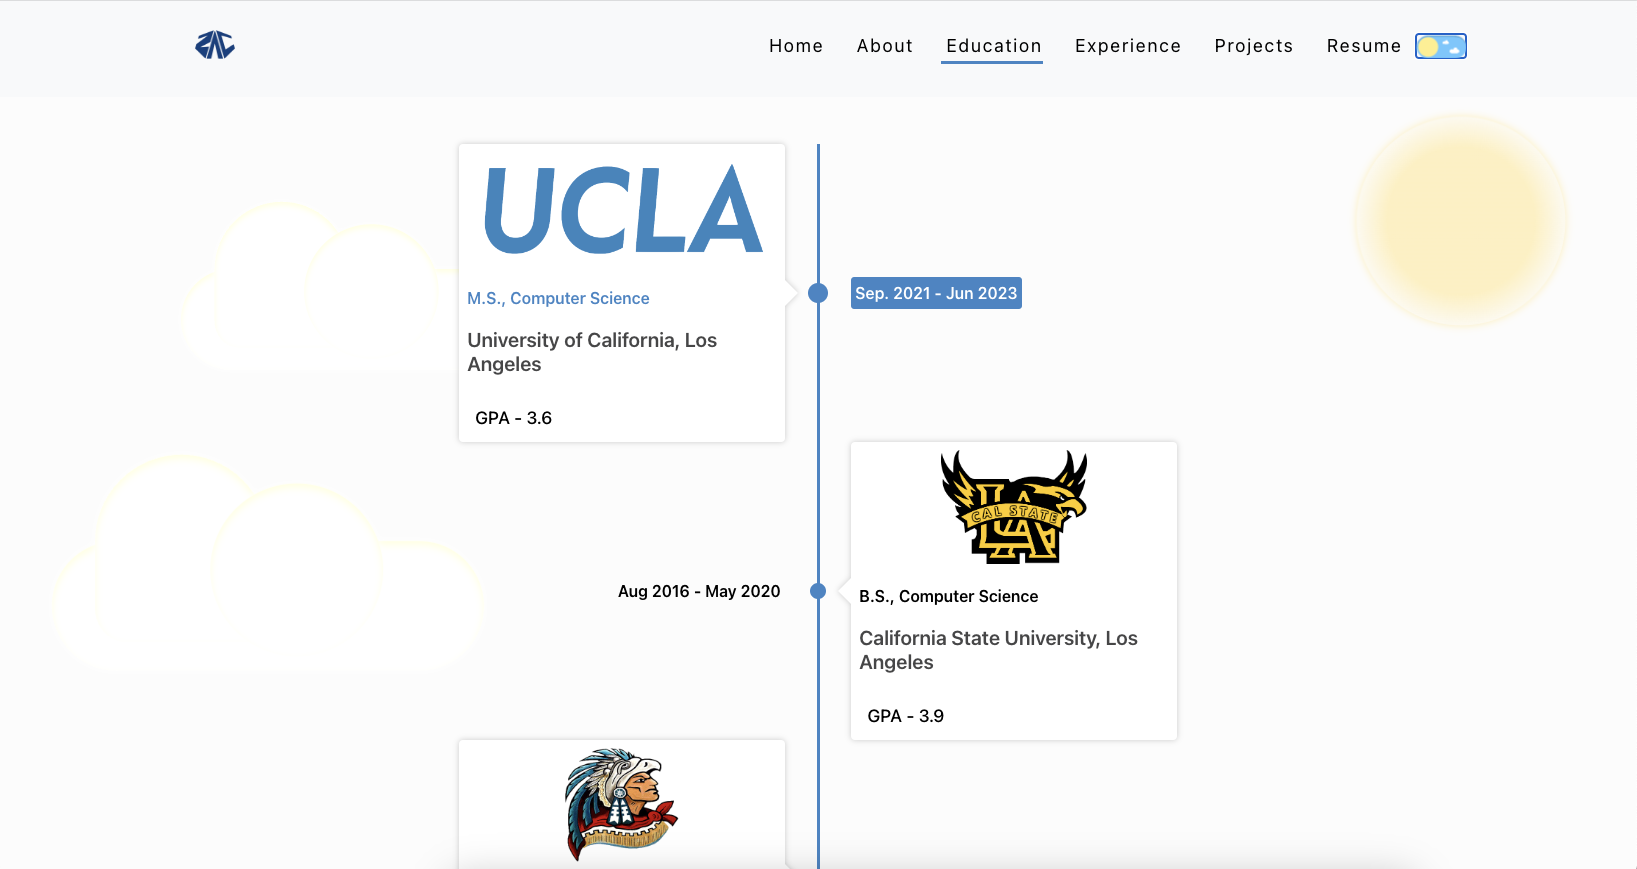 Home About Education Experience Projects Resume
UCLA
M.S., Computer Science
University of California, Los
Angeles
GPA - 3.6
Sep. 2021 - Jun 2023
LA
CAL STATE
Aug 2016 - May 2020
B.S., Computer Science
California State University, Los
Angeles
GPA - 3.9